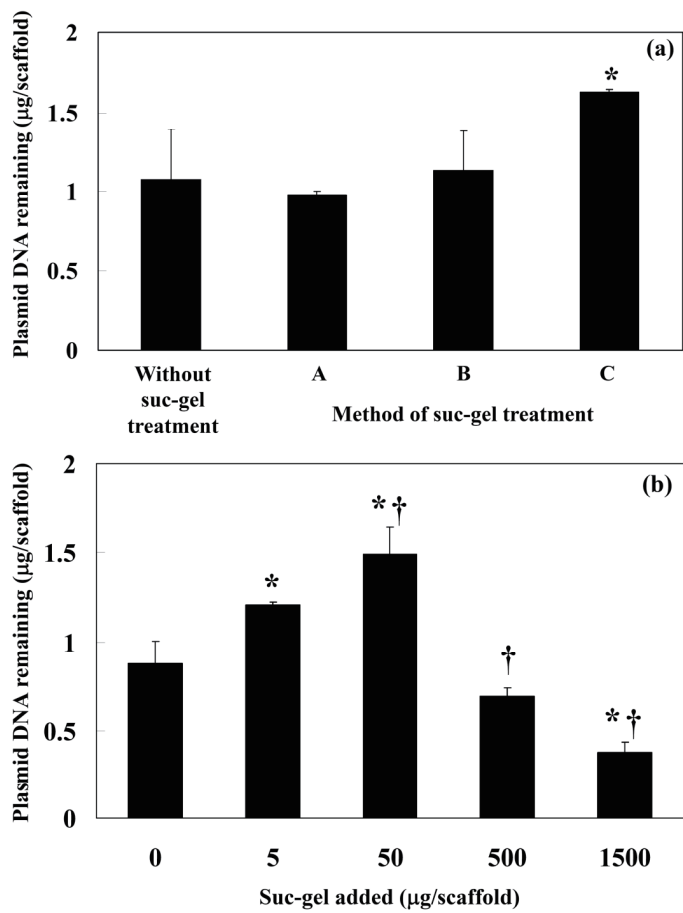 2
(a)
*
1.5
1
0.5
0
Plasmid DNA remaining (μg/scaffold)
Without
suc-gel
treatment
A
B
C
Method of suc-gel treatment
2
(b)
*†
1.5
*
1
†
0.5
*†
0
Plasmid DNA remaining (μg/scaffold)
0
5
50
500
1500
Suc-gel added (μg/scaffold)